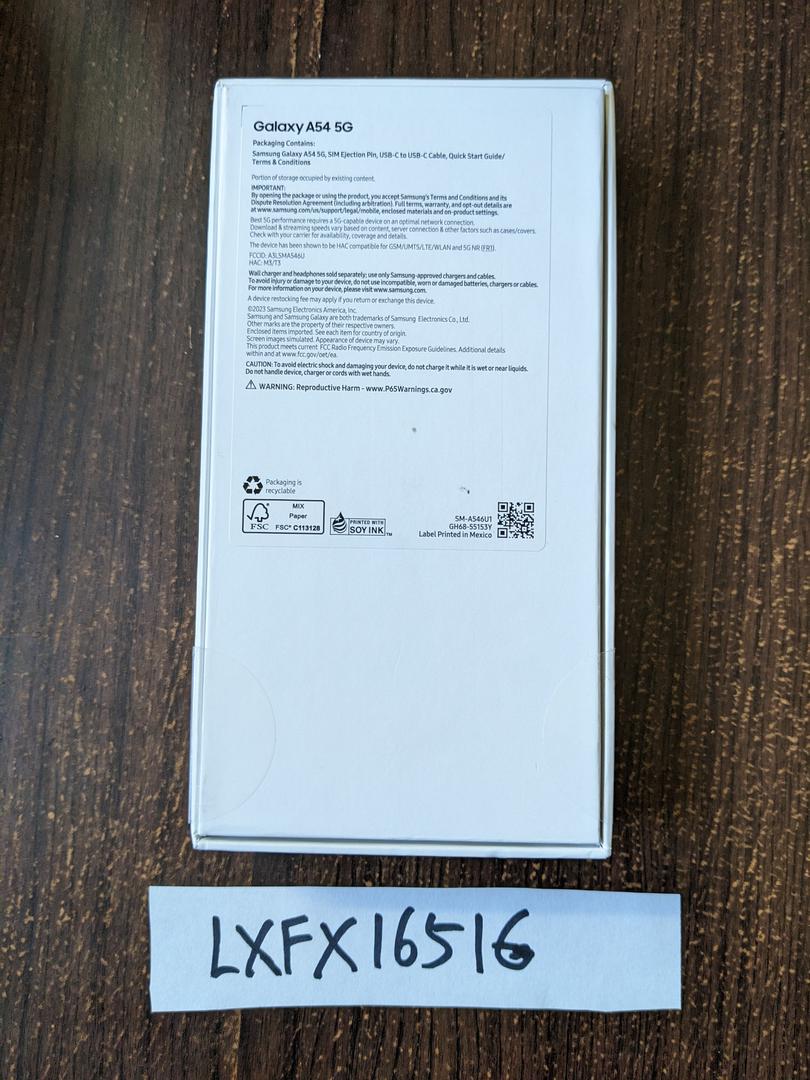 Galaxy A54 5G
Packaging Contains:
Samsung Galaxy A54 5G, SIM Ejection Pin, USB-C to USB-C Cable, Quick Start Guide/
Terms & Conditions
Portion of storage occupied by existing content.
IMPORTANT:
By opening the package or using the product, you accept Samsung's Terms and Conditions and its
Dispute Resolution Agreement (including arbitration). Full terms, warranty, and opt-out details are
at www.samsung.com/us/support/legal/mobile, enclosed materials and on-product settings.
Best 5G performance requires a 5G-capable device on an optimal network connection.
Download & streaming speeds vary based on content, server connection & other factors such as cases/covers.
Check with your carrier for availability, coverage and details.
The device has been shown to be HAC compatible for GSM/UMTS/LTE/WLAN and 5G NR (FR1).
FCCID: A3LSMA546U
HAC: M3/T3
Wall charger and headphones sold separately; use only Samsung-approved chargers and cables.
To avoid injury or damage to your device, do not use incompatible, worn or damaged batteries, chargers or cables.
For more information on your device, please visit www.samsung.com.
A device restocking fee may apply if you return or exchange this device.
©2023 Samsung Electronics America, Inc.
Samsung and Samsung Galaxy are both trademarks of Samsung Electronics Co., Ltd.
Other marks are the property of their respective owners.
Enclosed items imported. See each item for country of origin.
Screen images simulated. Appearance of device may vary.
This product meets current FCC Radio Frequency Emission Exposure Guidelines. Additional details
within and at www.fcc.gov/oet/ea.
CAUTION: To avoid electric shock and damaging your device, do not charge it while it is wet or near liquids.
Do not handle device, charger or cords with wet hands.
⚠ WARNING: Reproductive Harm - www.P65Warnings.ca.gov
Packaging is
recyclable
FSC
MIX
Paper
FSC® C113128
PRINTED WITH
SOY INK™
SM-A546U1
GH68-55153Y
Label Printed in Mexico
LXFX16516